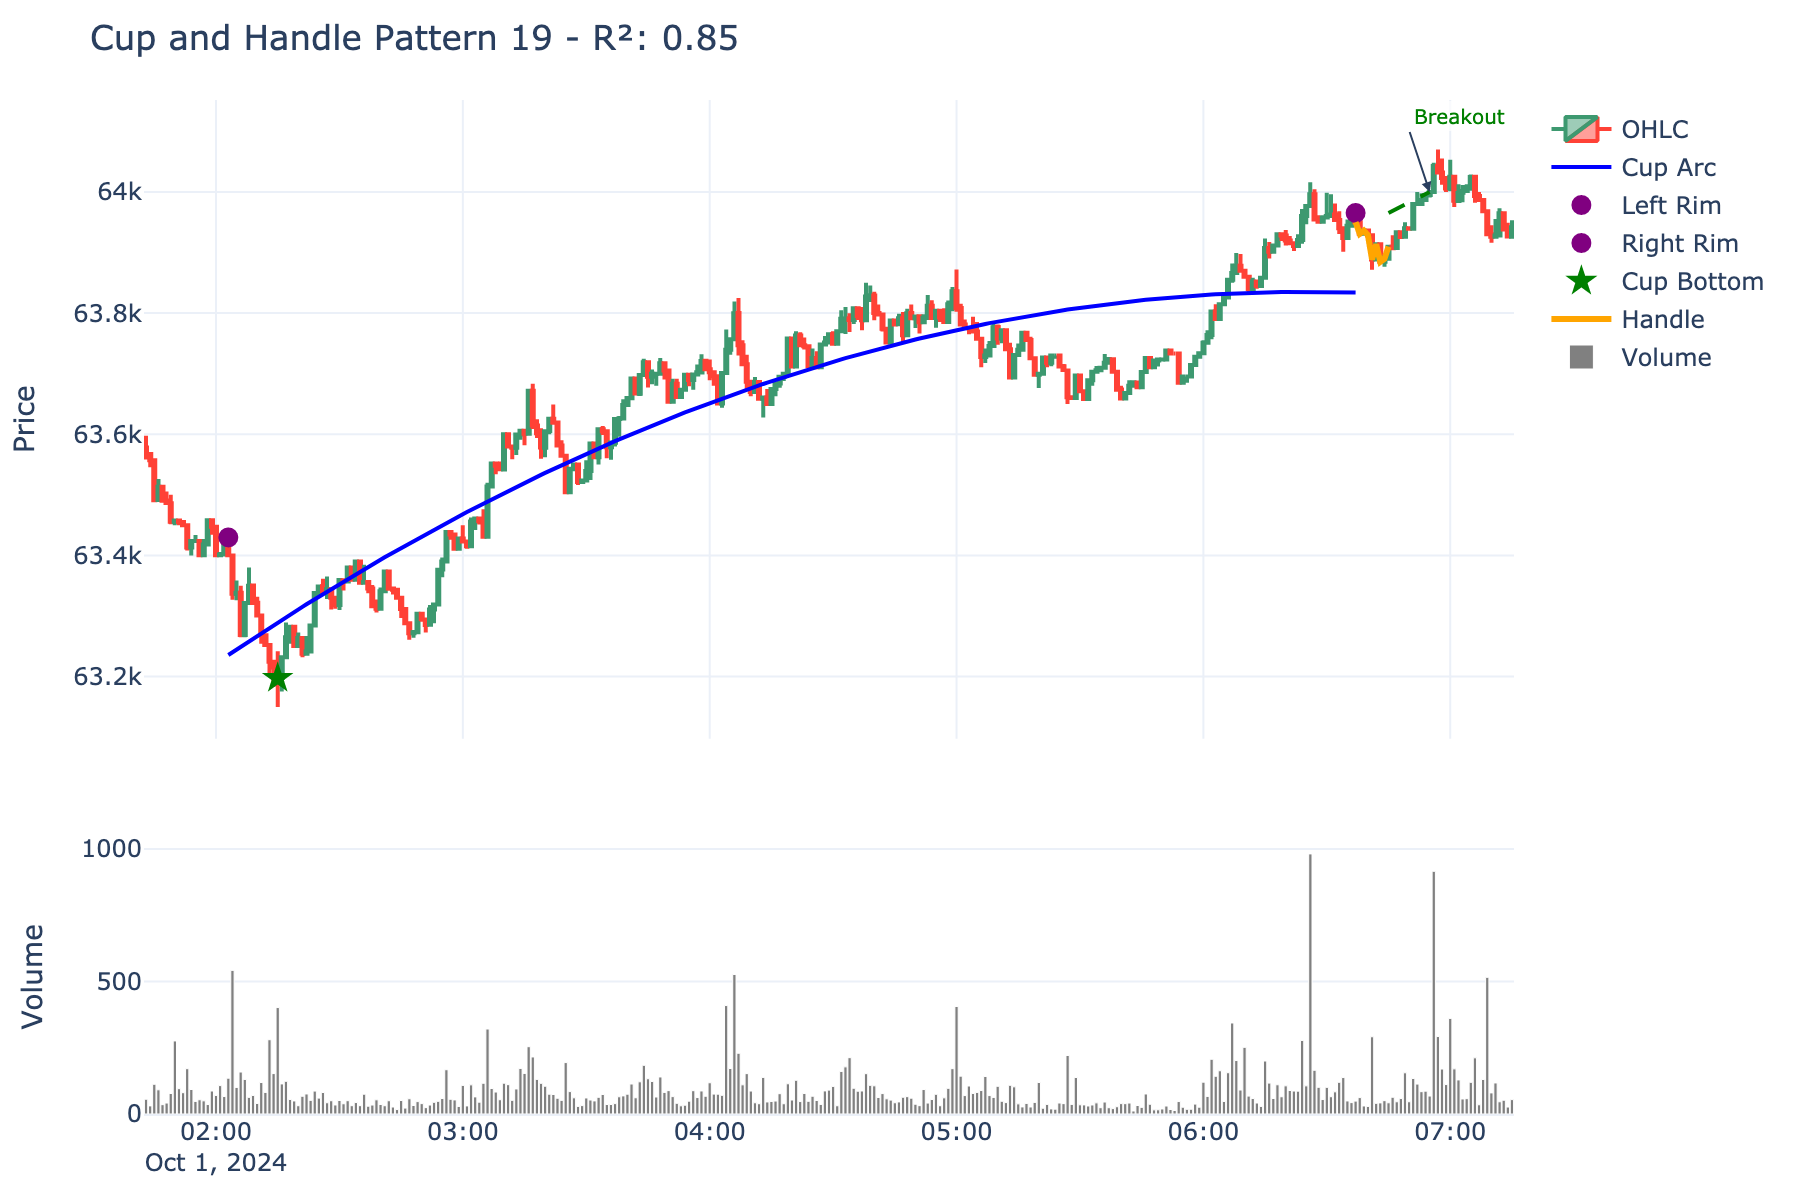 Cup and Handle Pattern 19 - R²: 0.85
Breakout
OHLC
Cup Arc
Left Rim
Right Rim
Cup Bottom
Handle
Volume
Price
64k
63.8k
63.6k
63.4k
63.2k
Volume
1000
500
0
02:00 03:00 04:00 05:00 06:00 07:00
Oct 1, 2024